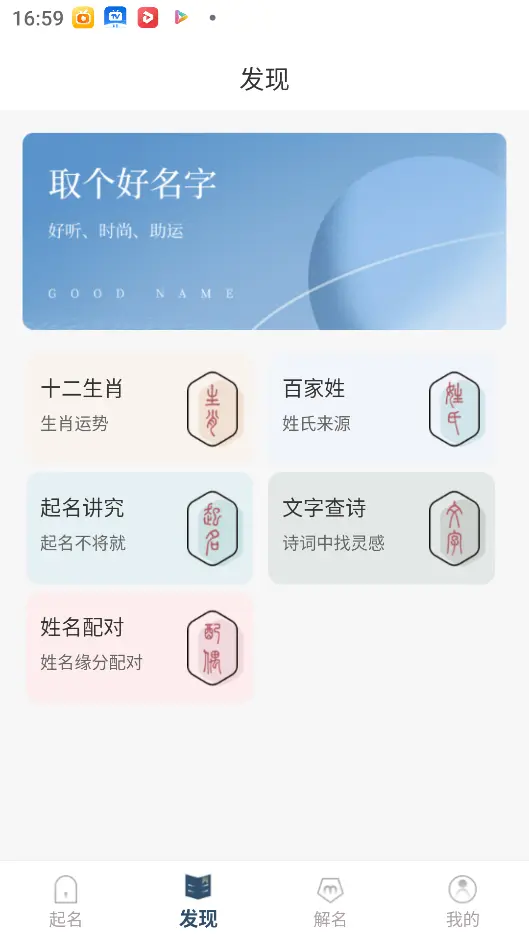 16:59
发现
取个好名字
好听、时尚、助运
GOOD NAME
十二生肖
生肖运势
生肖
百家姓
姓氏来源
姓氏
起名讲究
起名不将就
起名
文字查诗
诗词中找灵感
文字
姓名配对
姓名缘分配对
配偶
起名
发现
解名
我的